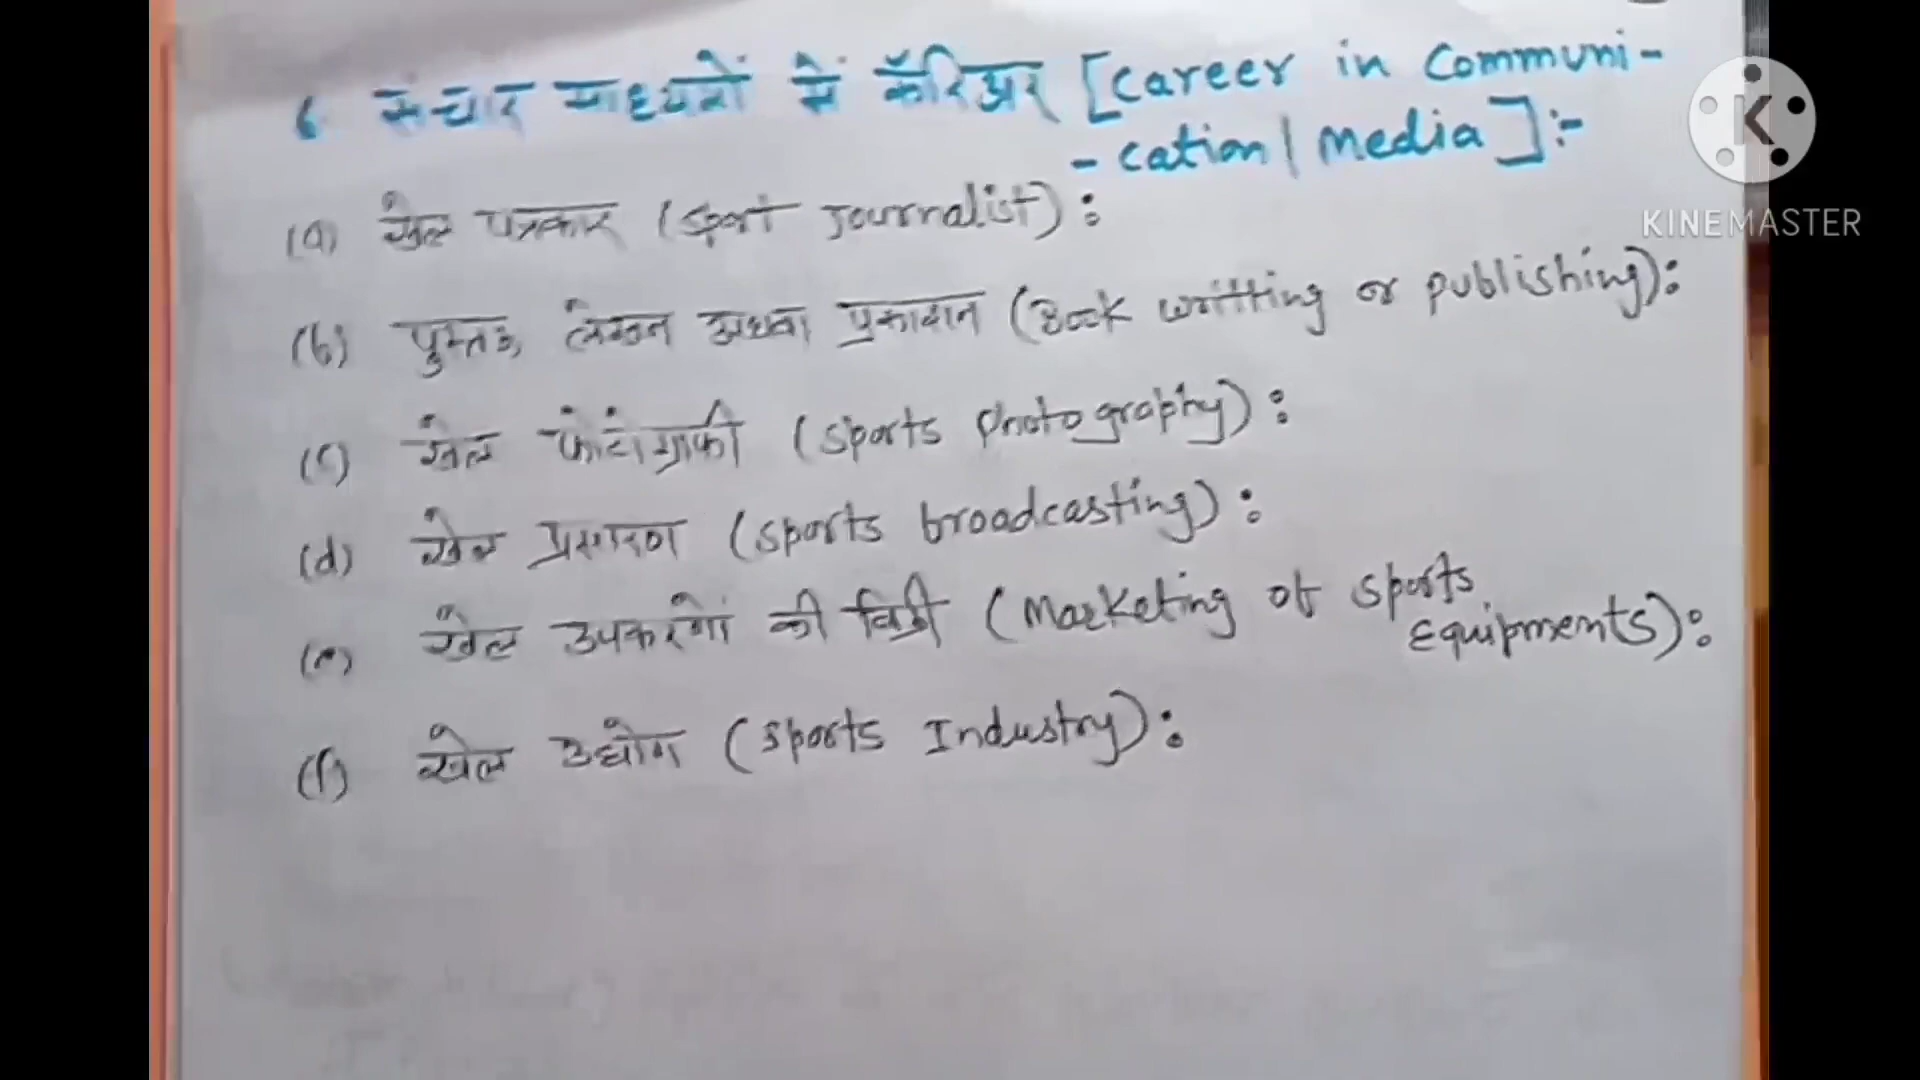 6 संचार माध्यमों में कॅरिअर [career in communi-
-cation | media ]:-
(a) खेल पत्रकार (sport journalist):
(b) पुस्तक लेखन अथवा प्रकाशन (Book writting or publishing):
(c) खेल फोटोग्राफी (sports photography):
(d) खेल प्रसारण (sports broadcasting):
(e) खेल उपकरणों की बिक्री (Marketing of sports
Equipments):
(f) खेल उद्योग (sports Industry):
K
KINEMASTER